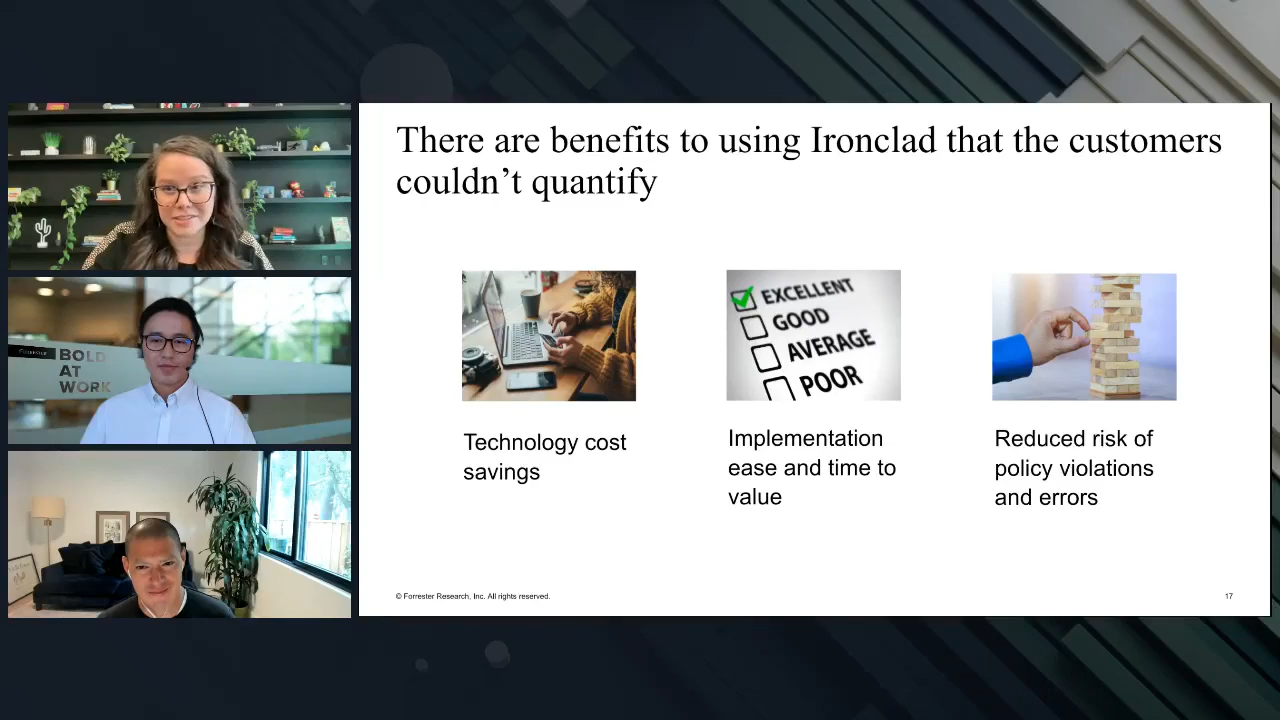 There are benefits to using Ironclad that the customers
couldn’t quantify
BOLD
AT
WORK
EXCELLENT
GOOD
AVERAGE
POOR
Technology cost
savings
Implementation
ease and time to
value
Reduced risk of
policy violations
and errors
© Forrester Research, Inc. All rights reserved.
17